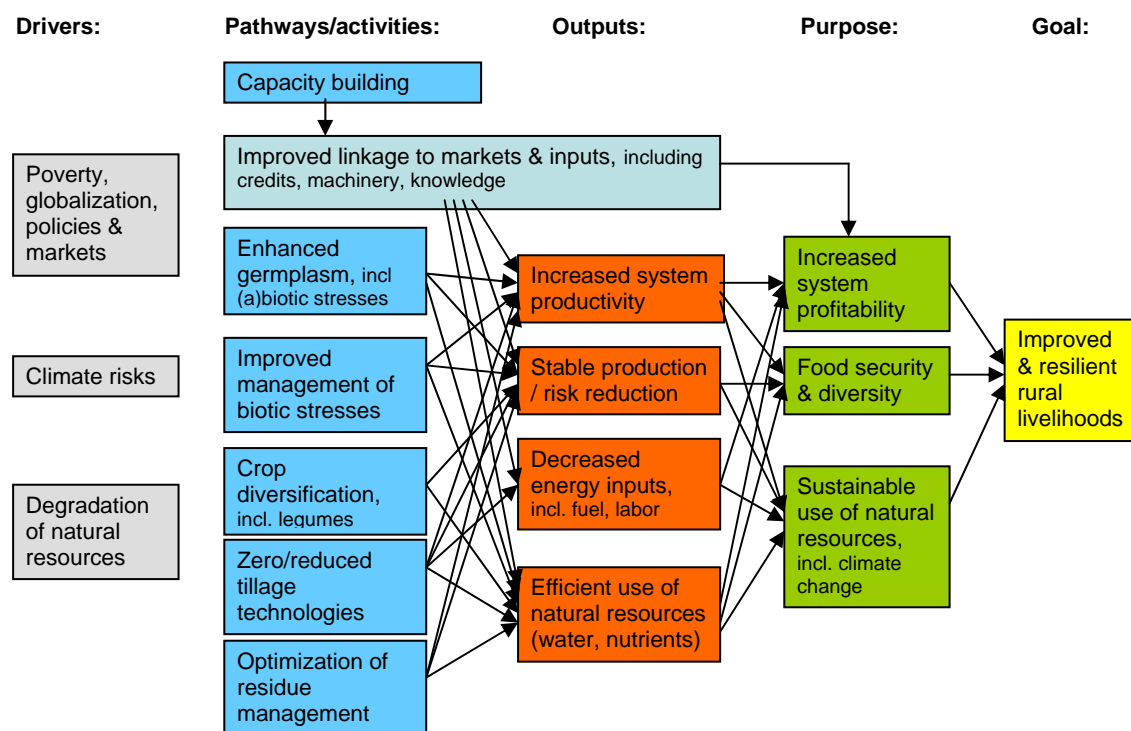 Drivers:
Pathways/activities:
Outputs:
Purpose:
Goal:
Capacity building
Improved linkage to markets & inputs, including
credits, machinery, knowledge
Poverty,
globalization,
policies &
markets
Climate risks
Degradation
of natural
resources
Enhanced
germplasm, incl
(a)biotic stresses
Improved
management of
biotic stresses
Crop
diversification,
incl. legumes
Zero/reduced
tillage
technologies
Optimization of
residue
management
Increased system
productivity
Stable production
/ risk reduction
Decreased
energy inputs,
incl. fuel, labor
Efficient use of
natural resources
(water, nutrients)
Increased
system
profitability
Food security
& diversity
Sustainable
use of natural
resources,
incl. climate
change
Improved
& resilient
rural
livelihoods